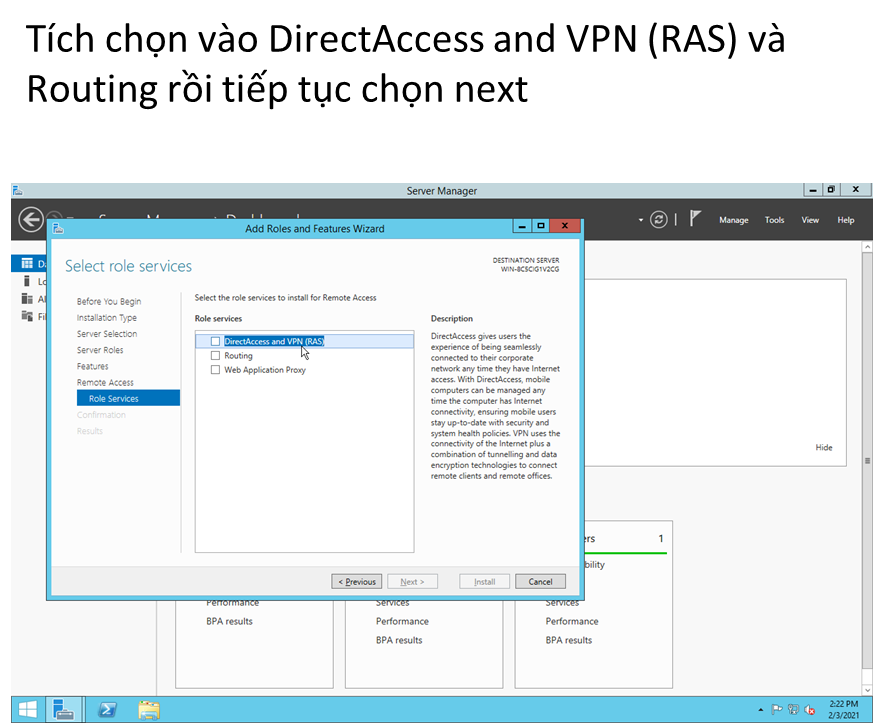 Tích chọn vào DirectAccess and VPN (RAS) và
Routing rồi tiếp tục chọn next
Server Manager
Manage
Tools
View
Help
Add Roles and Features Wizard
Select role services
DESTINATION SERVER
WIN-8C5CIG1V2CG
Before You Begin
Installation Type
Server Selection
Server Roles
Features
Remote Access
Role Services
Confirmation
Results
Select the role services to install for Remote Access
Role services
DirectAccess and VPN (RAS)
Routing
Web Application Proxy
Description
DirectAccess gives users the
experience of being seamlessly
connected to their corporate
network any time they have Internet
access. With DirectAccess, mobile
computers can be managed any
time the computer has Internet
connectivity, ensuring mobile users
stay up-to-date with security and
system health policies. VPN uses the
connectivity of the Internet plus a
combination of tunnelling and data
encryption technologies to connect
remote clients and remote offices.
Hide
1
< Previous
Next >
Install
Cancel
Performance
BPA results
Services
Performance
BPA results
Services
Performance
BPA results
2:22 PM
2/3/2021